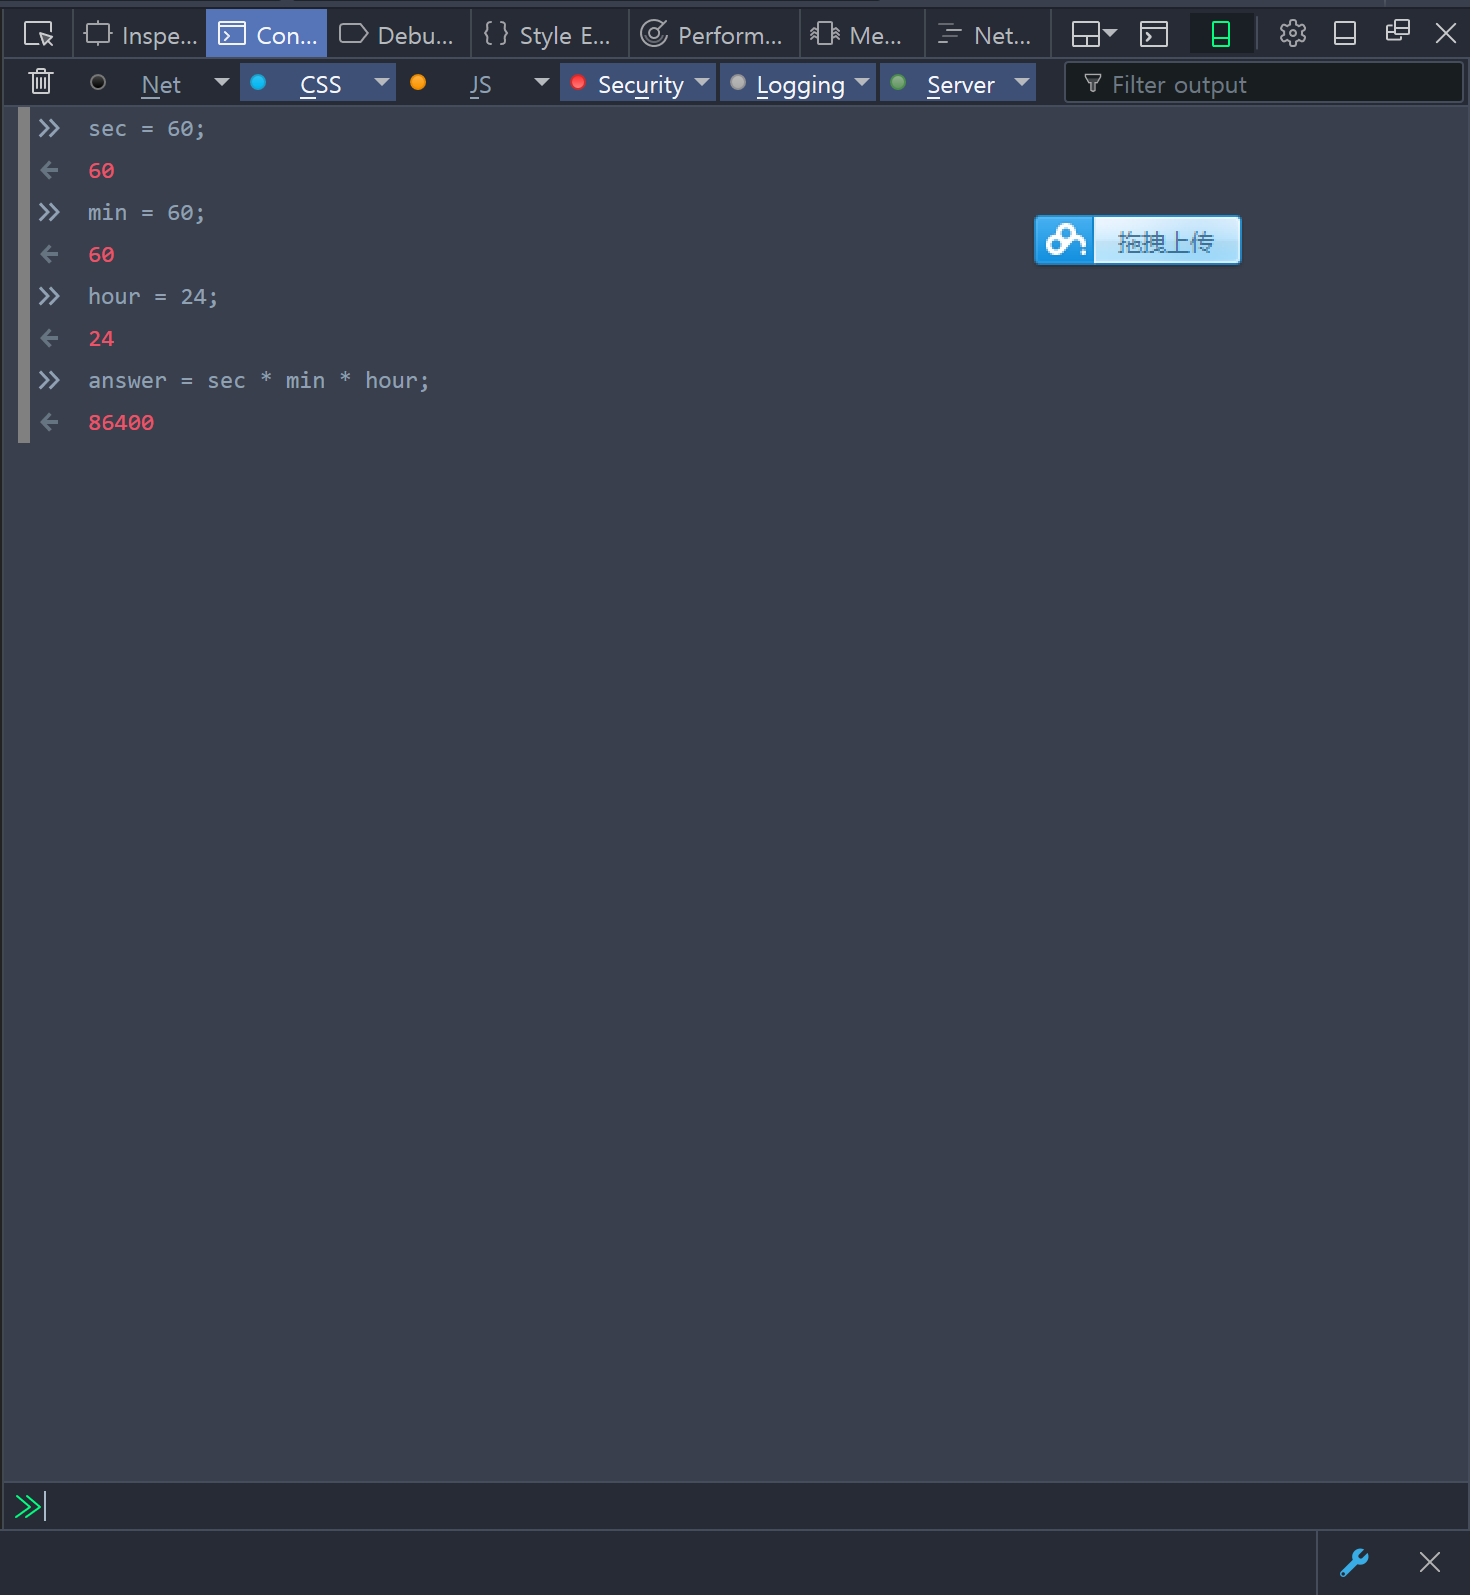 Inspe... Con... Debu... { } Style E... Perform... Me... Net...
Net CSS JS Security Logging Server Filter output
>> sec = 60;
← 60
>> min = 60;
← 60
拖拽上传
>> hour = 24;
← 24
>> answer = sec * min * hour;
← 86400
>>